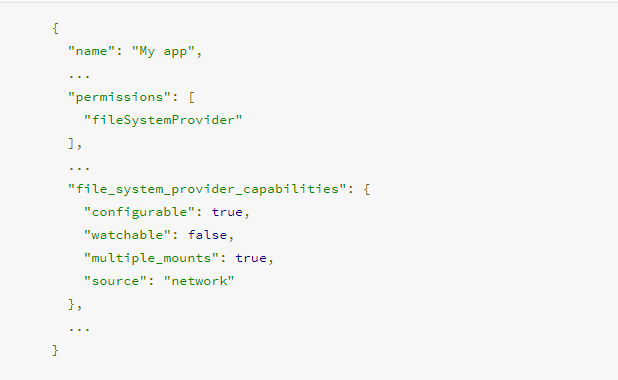 {
"name": "My app",
...
"permissions": [
"fileSystemProvider"
],
...
"file_system_provider_capabilities": {
"configurable": true,
"watchable": false,
"multiple_mounts": true,
"source": "network"
},
...
}